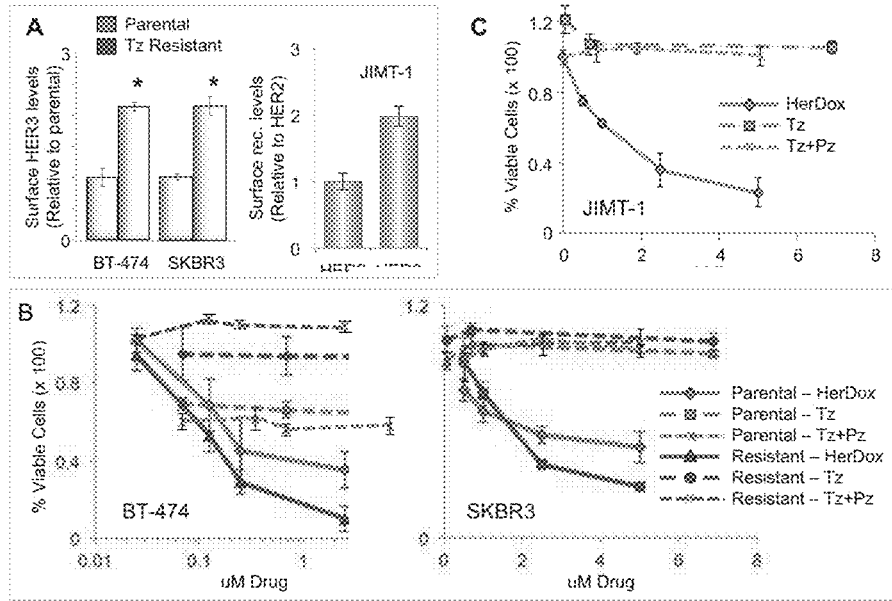 A
Parental
Tz Resistant
Surface HER3 levels
(Relative to parental)
3
0
*
*
BT-474
SKBR3
Surface rec. levels
(Relative to HER2)
3
2
1
0
JIMT-1
C
% Viable Cells (x 100)
1.2
0.8
0.4
0
HerDox
Tz
Tz+Pz
JIMT-1
0
2
4
6
8
B
% Viable Cells (x 100)
1.2
0.8
0.4
0
BT-474
0.01
0.1
1
uM Drug
SKBR3
0
2
4
6
8
uM Drug
Parental – HerDox
Parental – Tz
Parental – Tz+Pz
Resistant – HerDox
Resistant – Tz
Resistant – Tz+Pz